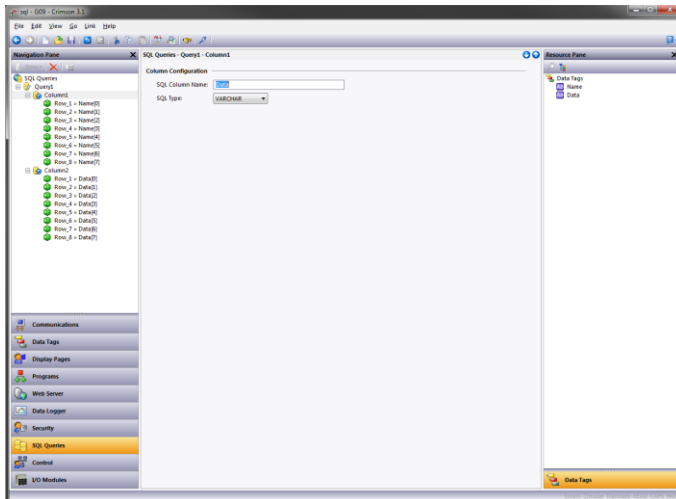 sql - G09 - Crimson 3.1
File Edit View Go Link Help
Navigation Pane
SQL Queries - Query1 - Column1
Resource Pane
SQL Queries
Query1
Column1
Row_1 = Name[0]
Row_2 = Name[1]
Row_3 = Name[2]
Row_4 = Name[3]
Row_5 = Name[4]
Row_6 = Name[5]
Row_7 = Name[6]
Row_8 = Name[7]
Column2
Row_1 = Data[0]
Row_2 = Data[1]
Row_3 = Data[2]
Row_4 = Data[3]
Row_5 = Data[4]
Row_6 = Data[5]
Row_7 = Data[6]
Row_8 = Data[7]
Column Configuration
SQL Column Name: Data
SQL Type: VARCHAR
Data Tags
Name
Data
Communications
Data Tags
Display Pages
Programs
Web Server
Data Logger
Security
SQL Queries
Control
I/O Modules
Data Tags